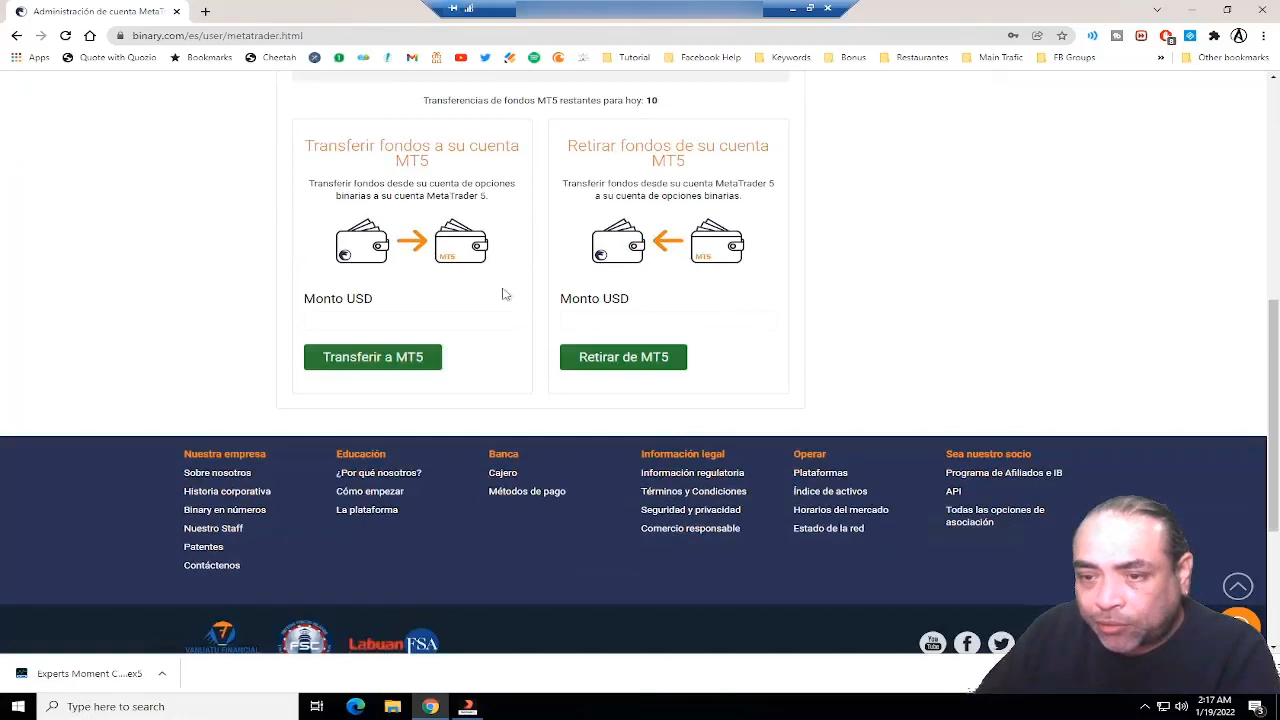 Administración de cuenta MetaT
binary.com/es/user/metatrader.html
Apps
Quote with Quozio
Bookmarks
Cheetah
Tutorial
Facebook Help
Keywords
Bonus
Restaurantes
Main Trafic
FB Groups
»
Other bookmarks
Transferencias de fondos MT5 restantes para hoy: 10
Transferir fondos a su cuenta
MT5
Transferir fondos desde su cuenta de opciones
binarias a su cuenta MetaTrader 5.
MT5
Monto USD
Transferir a MT5
Retirar fondos de su cuenta
MT5
Transferir fondos desde su cuenta MetaTrader 5
a su cuenta de opciones binarias.
MT5
Monto USD
Retirar de MT5
Nuestra empresa
Sobre nosotros
Historia corporativa
Binary en números
Nuestro Staff
Patentes
Contáctenos
Educación
¿Por qué nosotros?
Cómo empezar
La plataforma
Banca
Cajero
Métodos de pago
Información legal
Información regulatoria
Términos y Condiciones
Seguridad y privacidad
Comercio responsable
Operar
Plataformas
Índice de activos
Horarios del mercado
Estado de la red
Sea nuestro socio
Programa de Afiliados e IB
API
Todas las opciones de
asociación
VANUATU FINANCIAL
FSC
Labuan FSA
You
Tube
Experts Moment C....ex5
Type here to search
2:17 AM
1/19/2022